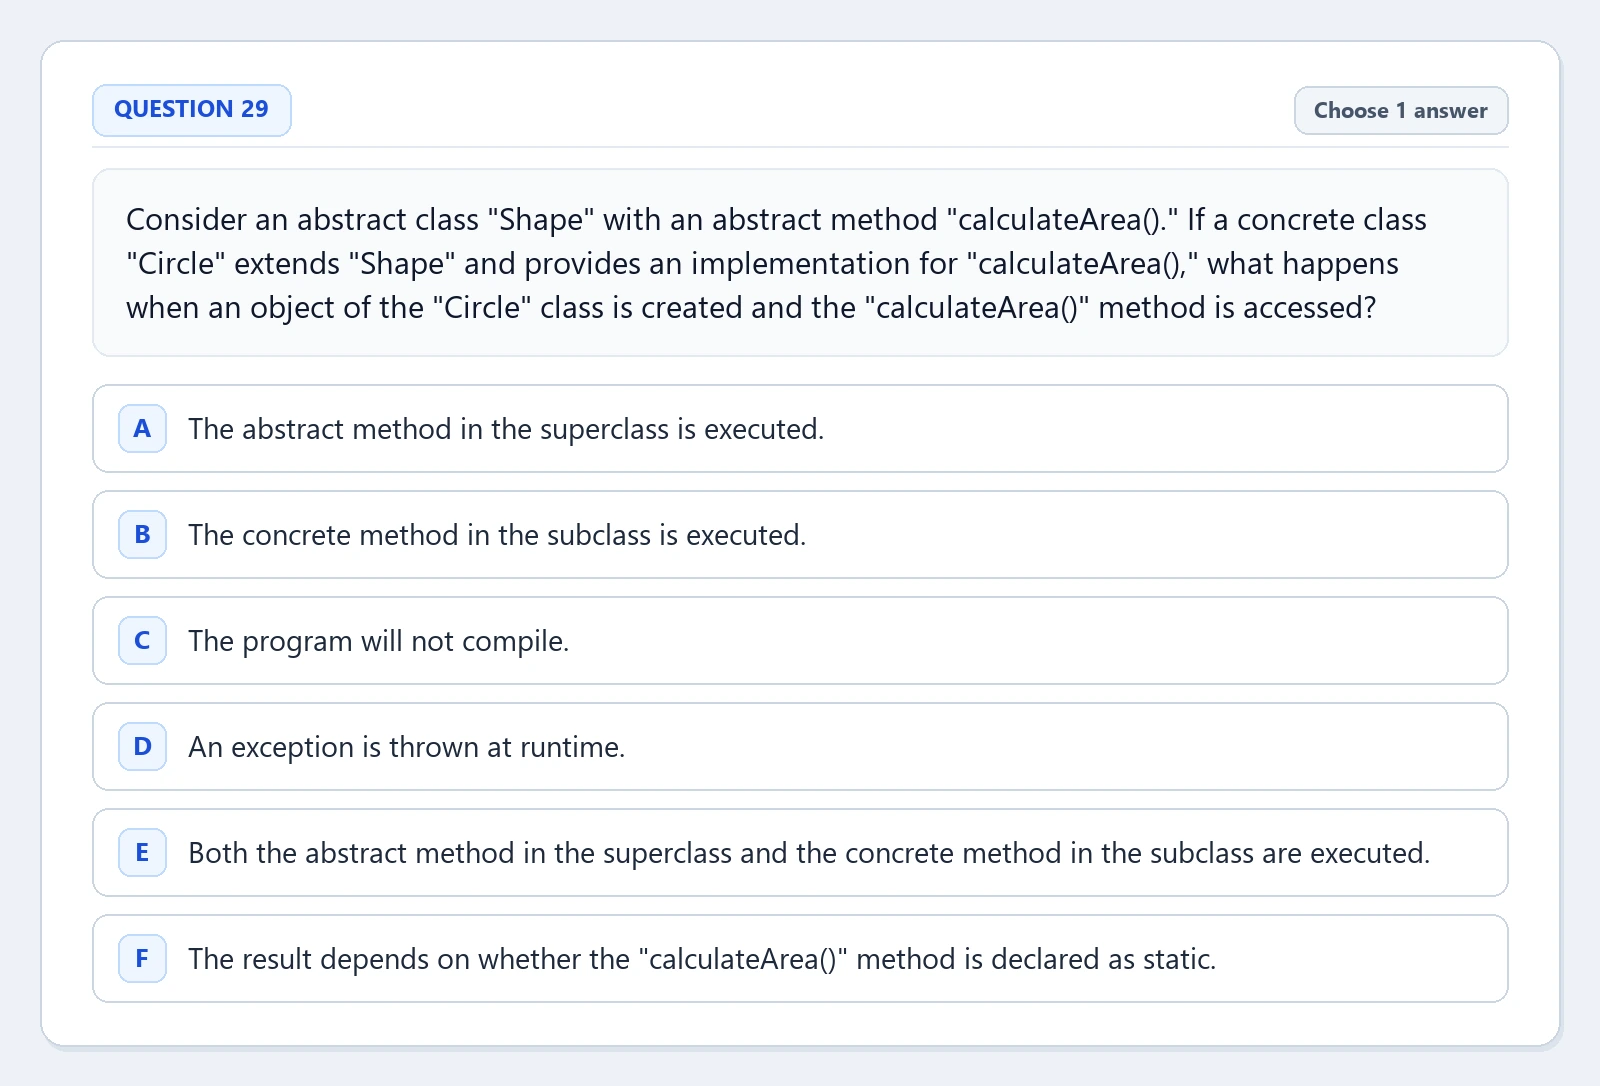 QUESTION 29
Choose 1 answer
Consider an abstract class "Shape" with an abstract method "calculateArea()." If a concrete class
"Circle" extends "Shape" and provides an implementation for "calculateArea()," what happens
when an object of the "Circle" class is created and the "calculateArea()" method is accessed?
A The abstract method in the superclass is executed.
B The concrete method in the subclass is executed.
C The program will not compile.
D An exception is thrown at runtime.
E Both the abstract method in the superclass and the concrete method in the subclass are executed.
F The result depends on whether the "calculateArea()" method is declared as static.